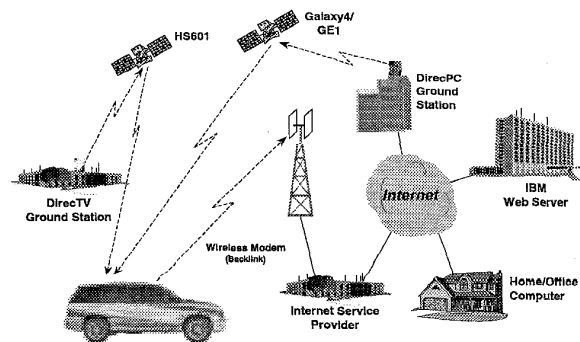 HS601
Galaxy4/
GE1
DirecPC
Ground
Station
DirecTV
Ground Station
Internet
IBM
Web Server
Wireless Modem
(Backlink)
Internet Service
Provider
Home/Office
Computer